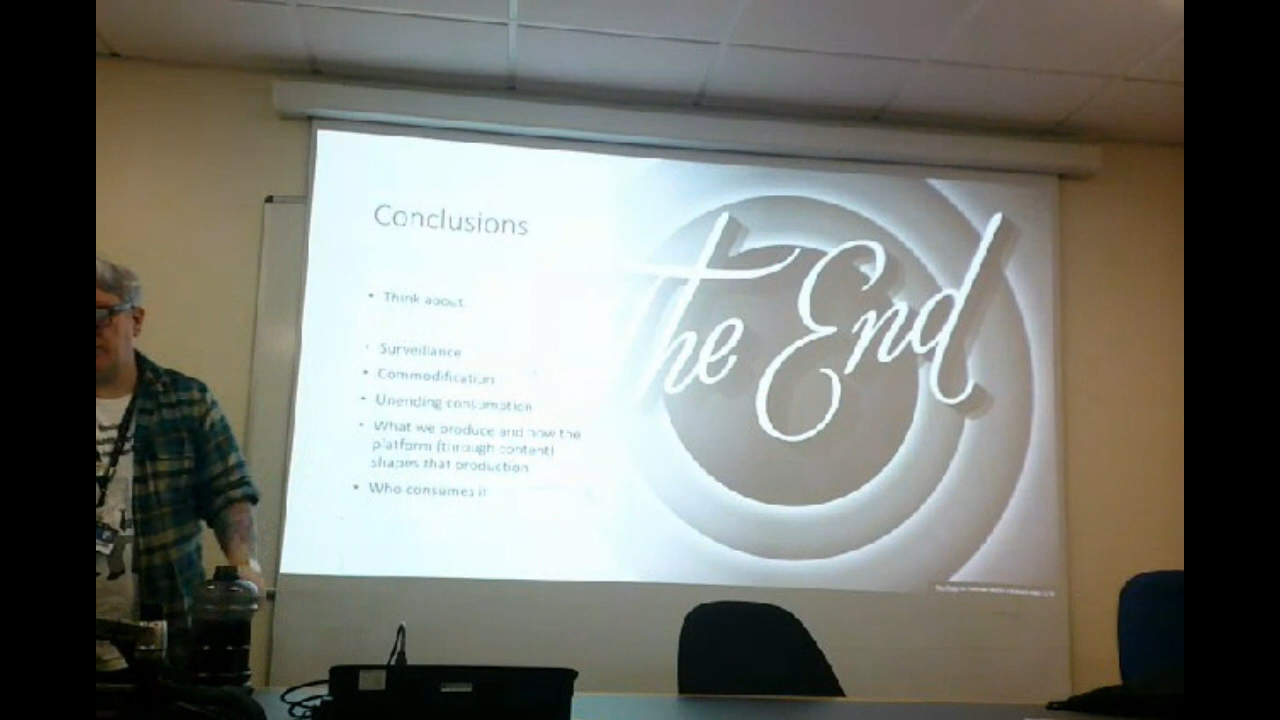 Conclusions
• Think about
• Surveillance
• Commodification
• Unending consumption
• What we produce and how the
platform (through content)
shapes that production
• Who consumes it
The End